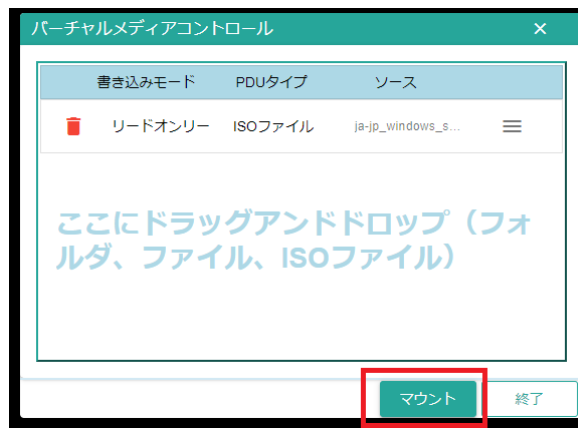 バーチャルメディアコントロール ×
書き込みモード PDUタイプ ソース
リードオンリー ISOファイル ja-jp_windows_s...
ここにドラッグアンドドロップ（フォ
ルダ、ファイル、ISOファイル）
マウント 終了